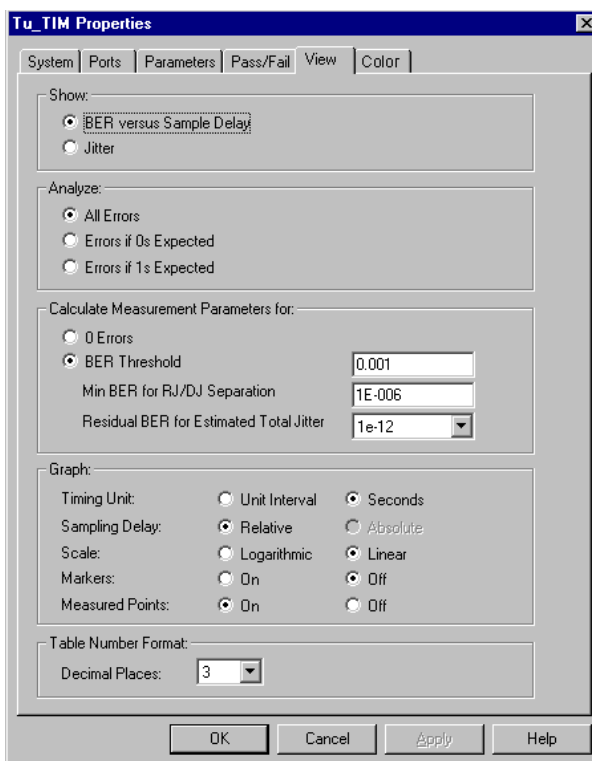 Tu_TIM Properties
System Ports Parameters Pass/Fail View Color
Show:
BER versus Sample Delay
Jitter
Analyze:
All Errors
Errors if 0s Expected
Errors if 1s Expected
Calculate Measurement Parameters for:
0 Errors
BER Threshold 0.001
Min BER for RJ/DJ Separation 1E-006
Residual BER for Estimated Total Jitter 1e-12
Graph:
Timing Unit: Unit Interval Seconds
Sampling Delay: Relative Absolute
Scale: Logarithmic Linear
Markers: On Off
Measured Points: On Off
Table Number Format:
Decimal Places: 3
OK Cancel Apply Help